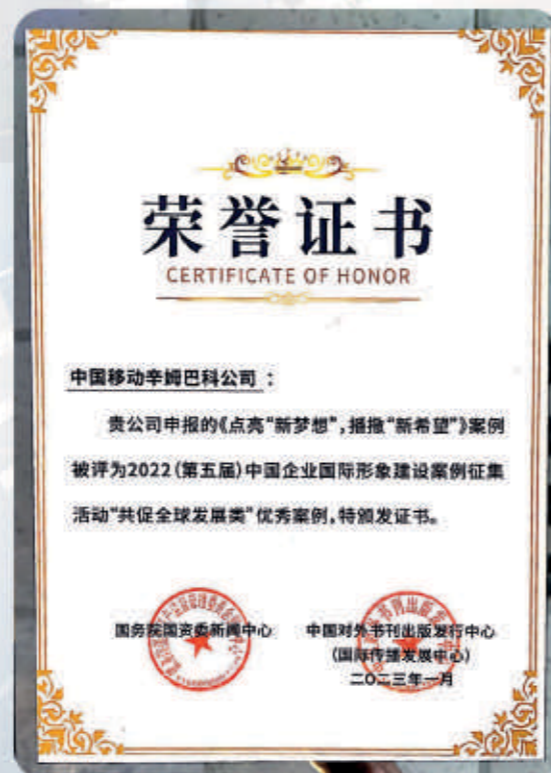 荣誉证书
CERTIFICATE OF HONOR
中国移动辛姆巴科公司：
贵公司申报的《点亮“新梦想”，播撒“新希望”》案例
被评为2022（第五届）中国企业国际形象建设案例征集
活动“共促全球发展类”优秀案例，特颁发证书。
国务院国资委新闻中心
中国对外书刊出版发行中心
（国际传播发展中心）
二〇二三年一月